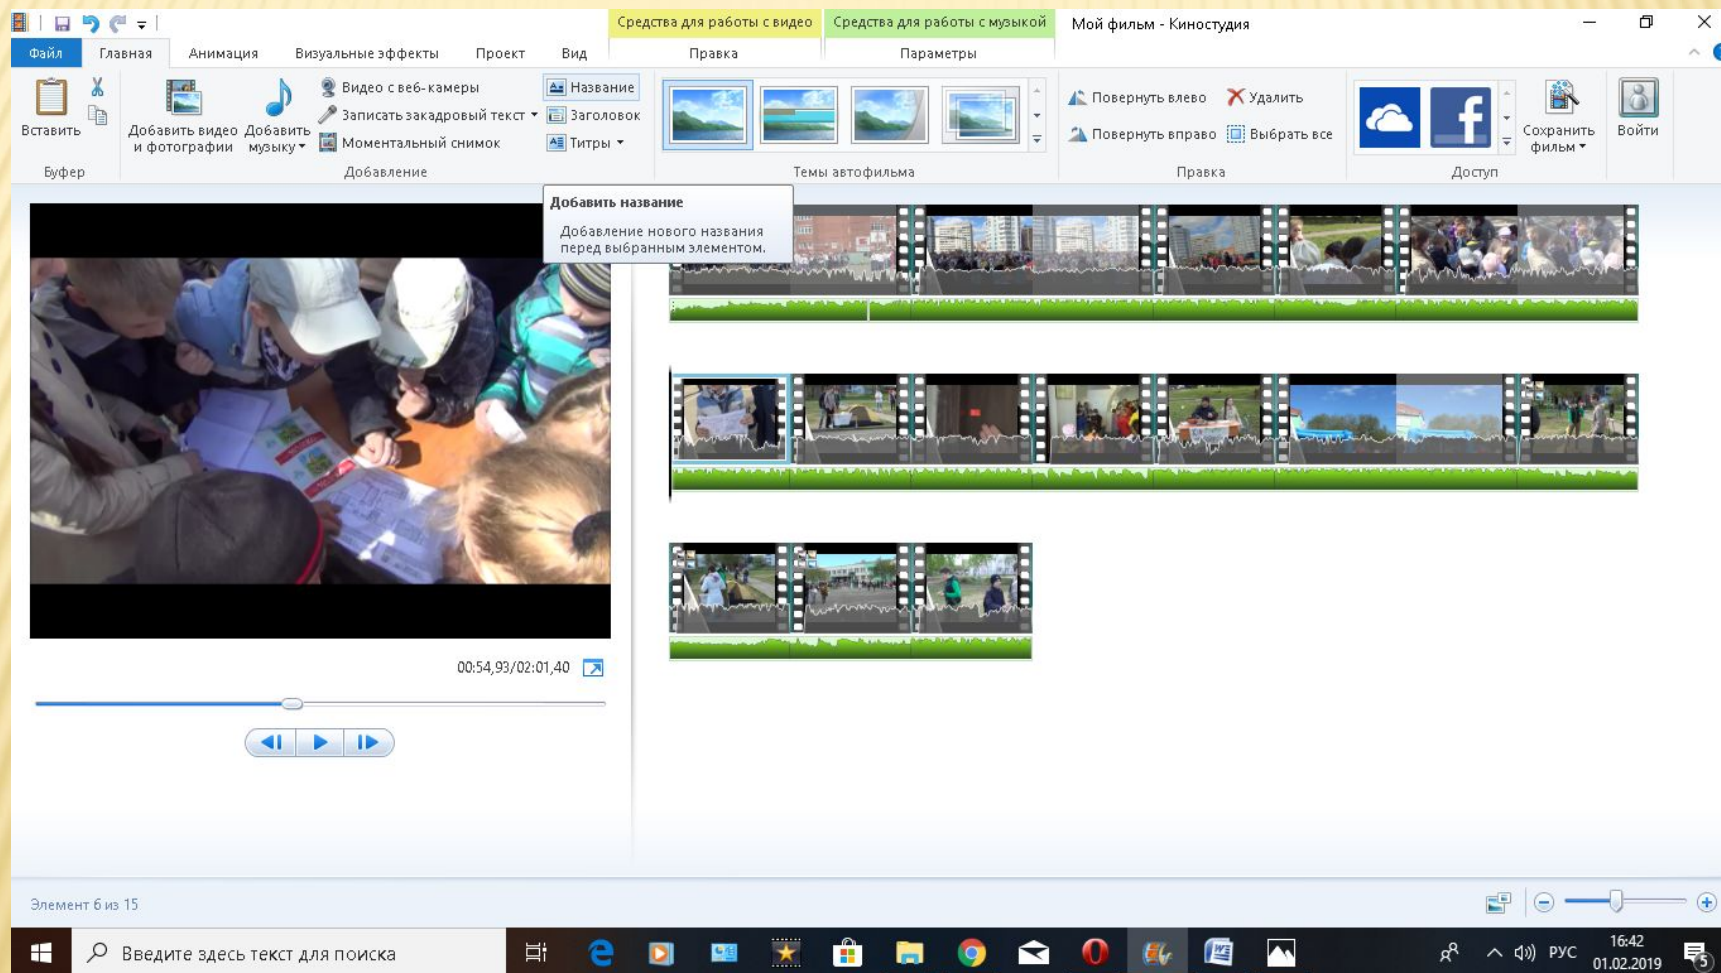 Средства для работы с видео
Средства для работы с музыкой
Мой фильм - Киностудия
Файл
Главная
Анимация
Визуальные эффекты
Проект
Вид
Правка
Параметры
Вставить
Буфер
Добавить видео
и фотографии
Добавить
музыку
Видео с веб-камеры
Записать закадровый текст
Моментальный снимок
Название
Заголовок
Титры
Добавление
Темы автофильма
Повернуть влево
Удалить
Повернуть вправо
Выбрать все
Правка
Сохранить
фильм
Войти
Доступ
Добавить название
Добавление нового названия
перед выбранным элементом.
00:54,93/02:01,40
Элемент 6 из 15
Введите здесь текст для поиска
РУС
16:42
01.02.2019
5